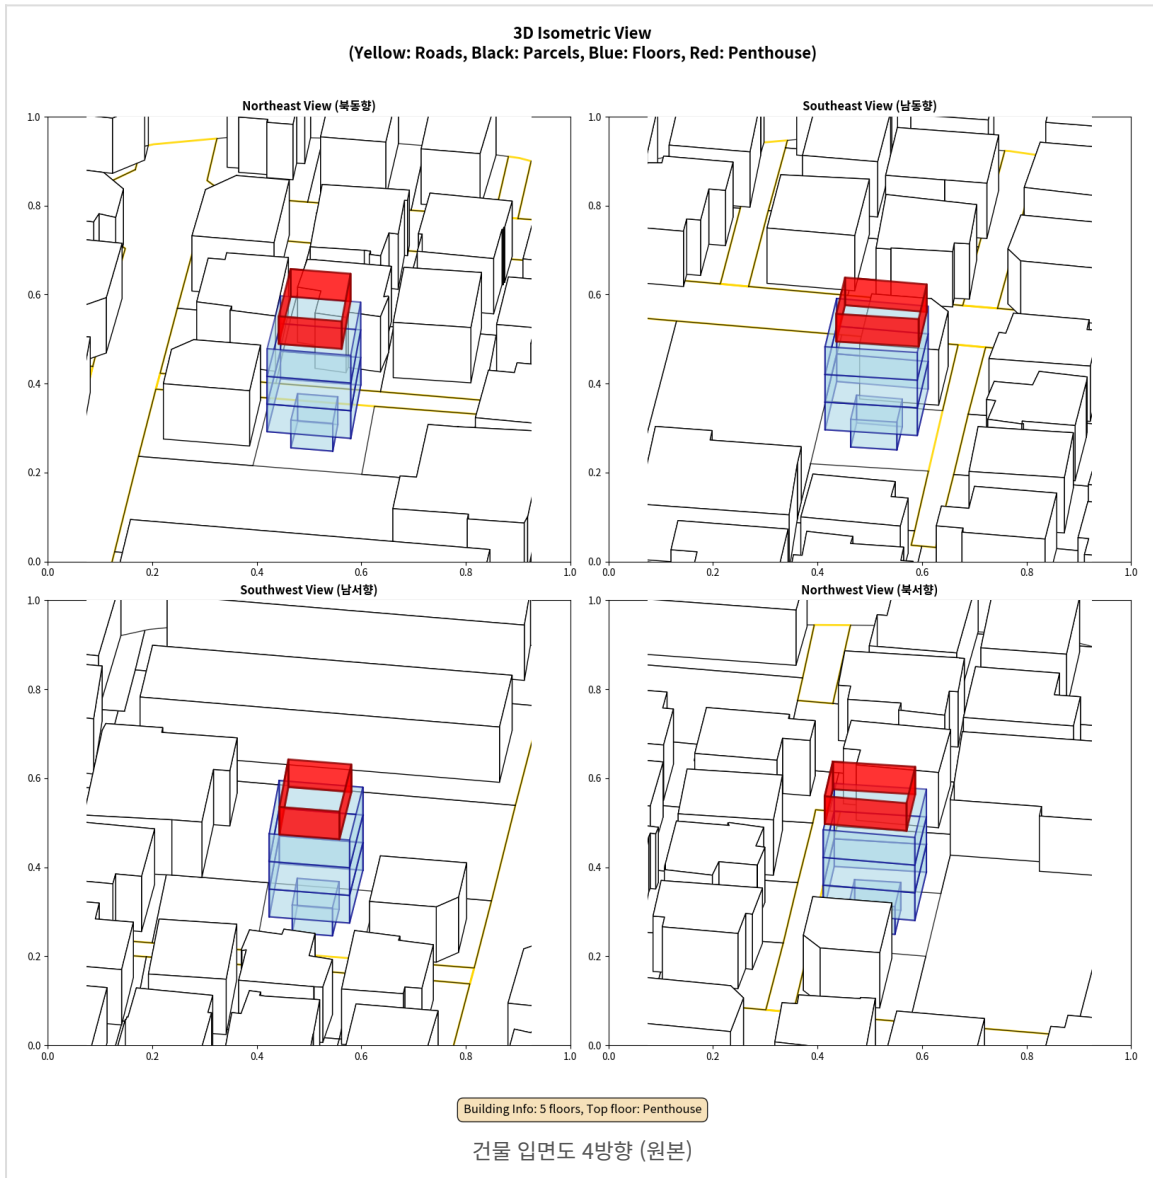 3D Isometric View
(Yellow: Roads, Black: Parcels, Blue: Floors, Red: Penthouse)
Northeast View (북동향)
1.0
0.8
0.6
0.4
0.2
0.0
0.0 0.2 0.4 0.6 0.8 1.0
Southeast View (남동향)
1.0
0.8
0.6
0.4
0.2
0.0
0.0 0.2 0.4 0.6 0.8 1.0
Southwest View (남서향)
1.0
0.8
0.6
0.4
0.2
0.0
0.0 0.2 0.4 0.6 0.8 1.0
Northwest View (북서향)
1.0
0.8
0.6
0.4
0.2
0.0
0.0 0.2 0.4 0.6 0.8 1.0
Building Info: 5 floors, Top floor: Penthouse
건물 입면도 4방향 (원본)